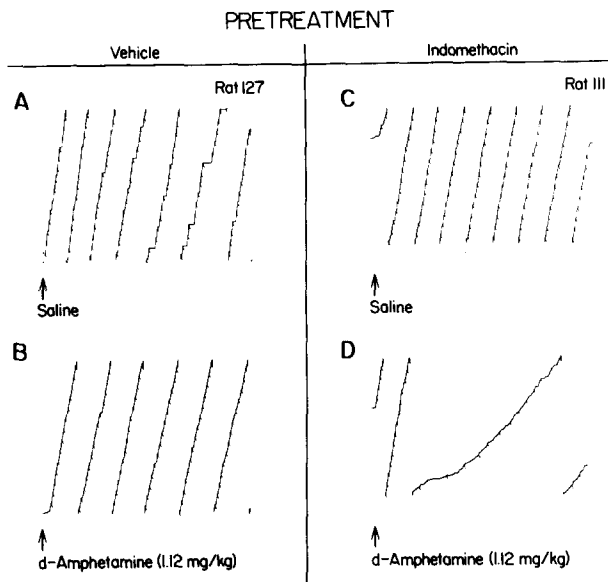 PRETREATMENT
Vehicle
Indomethacin
A
Rat 127
C
Rat 111
Saline
Saline
B
D
d-Amphetamine (1.12 mg/kg)
d-Amphetamine (1.12 mg/kg)